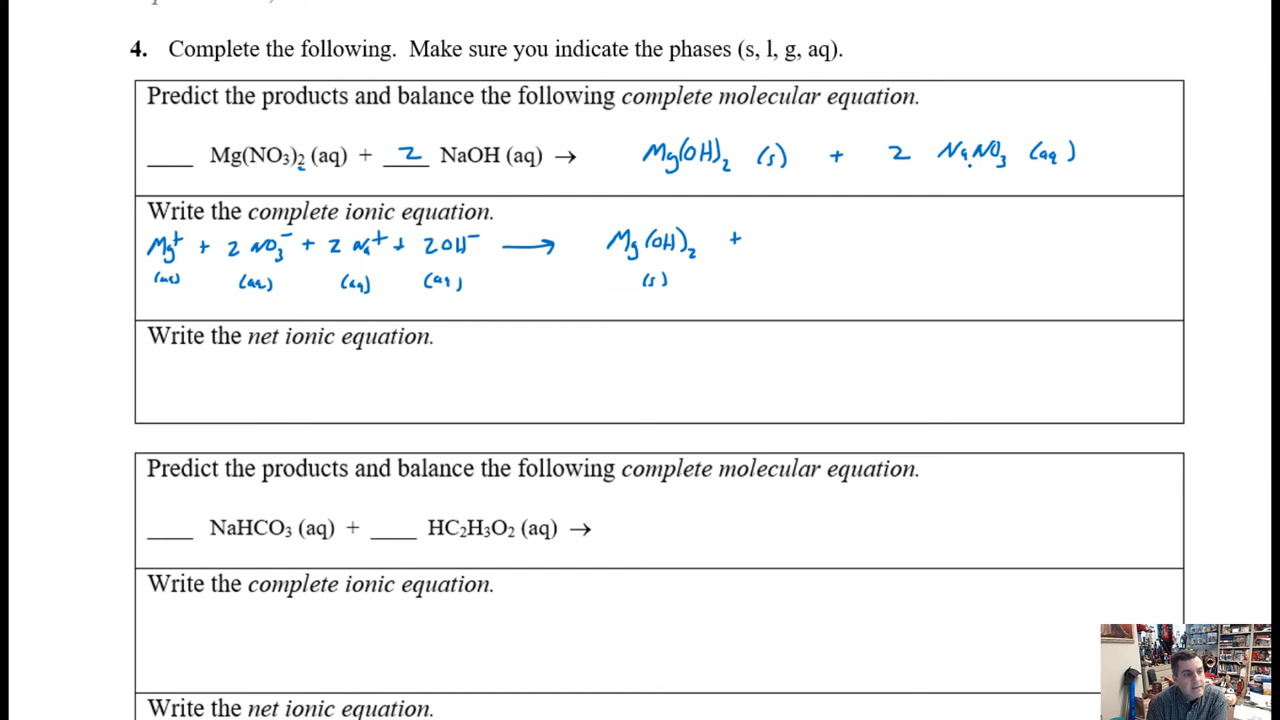 4. Complete the following. Make sure you indicate the phases (s, l, g, aq).
Predict the products and balance the following complete molecular equation.
____ Mg(NO₃)₂ (aq) + 2 NaOH (aq) → Mg(OH)₂ (s) + 2 NaNO₃ (aq)
Write the complete ionic equation.
Mg⁺ + 2 NO₃⁻ + 2 Na⁺ + 2 OH⁻ ⟶ Mg(OH)₂ +
(aq) (aq) (aq) (aq) (s)
Write the net ionic equation.
Predict the products and balance the following complete molecular equation.
____ NaHCO₃ (aq) + ____ HC₂H₃O₂ (aq) →
Write the complete ionic equation.
Write the net ionic equation.